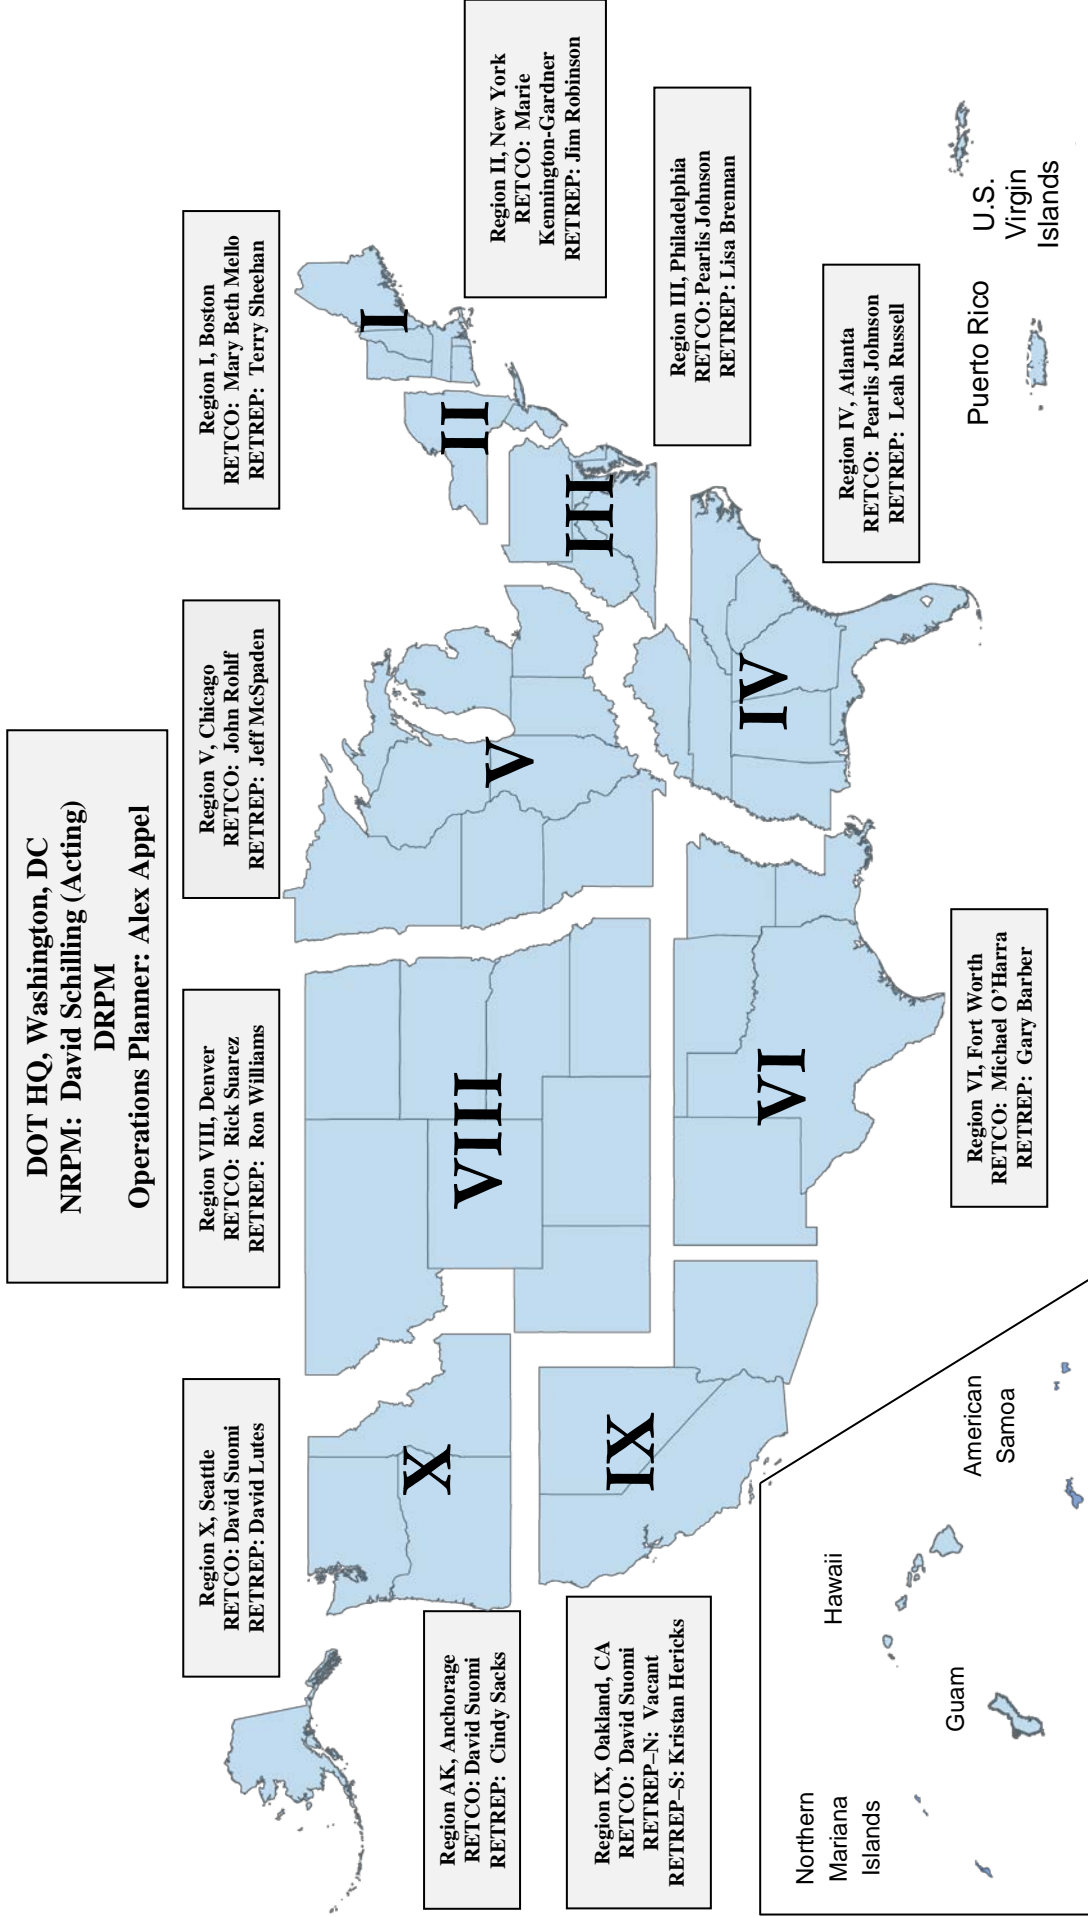 DOT HQ, Washington, DC
NRPM:  David Schilling (Acting)
DRPM
Operations Planner: Alex Appel
Region X, Seattle
RETCO: David Suomi
RETREP: David Lutes
Region VIII, Denver
RETCO:  Rick Suarez
RETREP:  Ron Williams
Region V, Chicago
RETCO: John Rohlf
RETREP: Jeff McSpaden
Region I, Boston
RETCO:  Mary Beth Mello
RETREP:  Terry Sheehan
Region II, New York
RETCO:  Marie
Kennington-Gardner
RETREP: Jim Robinson
Region III, Philadelphia
RETCO: Pearlis Johnson
RETREP: Lisa Brennan
Region IV, Atlanta
RETCO:  Pearlis Johnson
RETREP:  Leah Russell
Region VI, Fort Worth
RETCO:  Michael O’Harra
RETREP:  Gary Barber
Region AK, Anchorage
RETCO: David Suomi
RETREP:  Cindy Sacks
Region IX, Oakland, CA
RETCO:  David Suomi
RETREP–N:  Vacant
RETREP–S: Kristan Hericks
I
II
III
IV
V
VI
VIII
IX
X
Northern
Mariana
Islands
Guam
Hawaii
American
Samoa
Puerto Rico
U.S.
Virgin
Islands